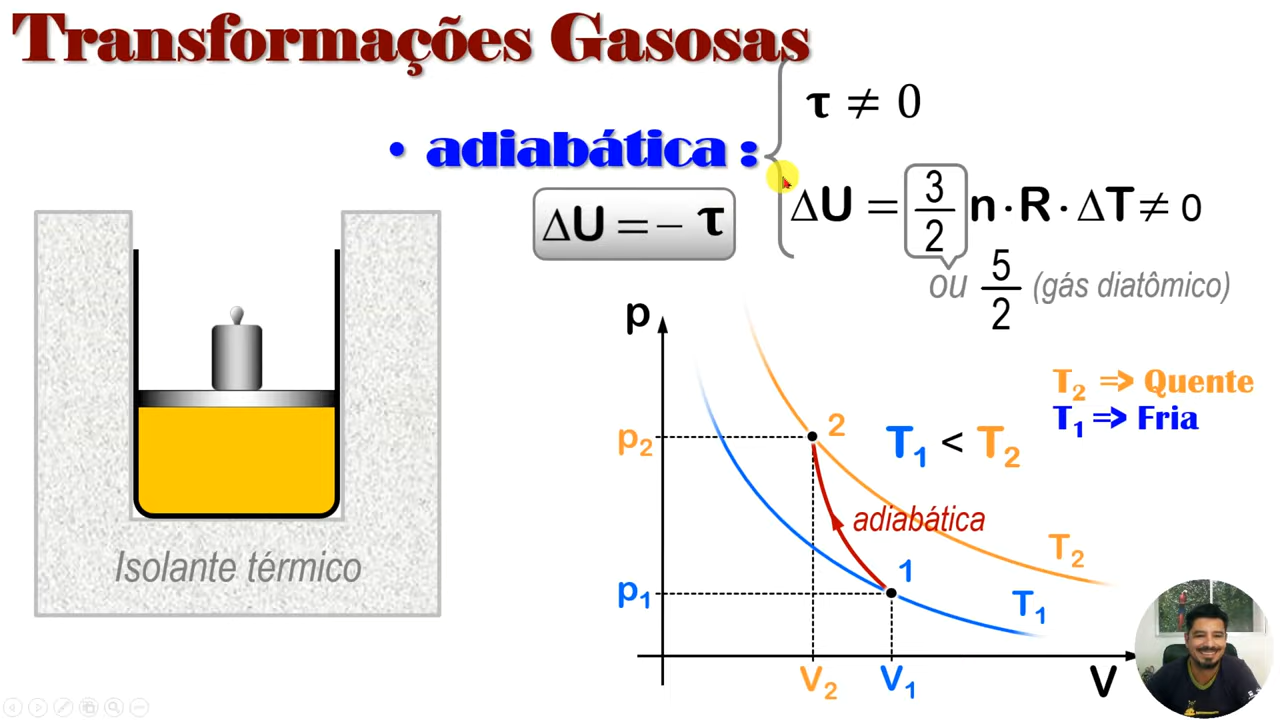 Transformações Gasosas
• adiabática :
τ ≠ 0
ΔU = − τ
ΔU = 3/2 n · R · ΔT ≠ 0
ou 5/2 (gás diatômico)
p
T₂ => Quente
T₁ => Fria
p₂
2
T₁ < T₂
adiabática
T₂
Isolante térmico
p₁
1
T₁
V₂
V₁
V